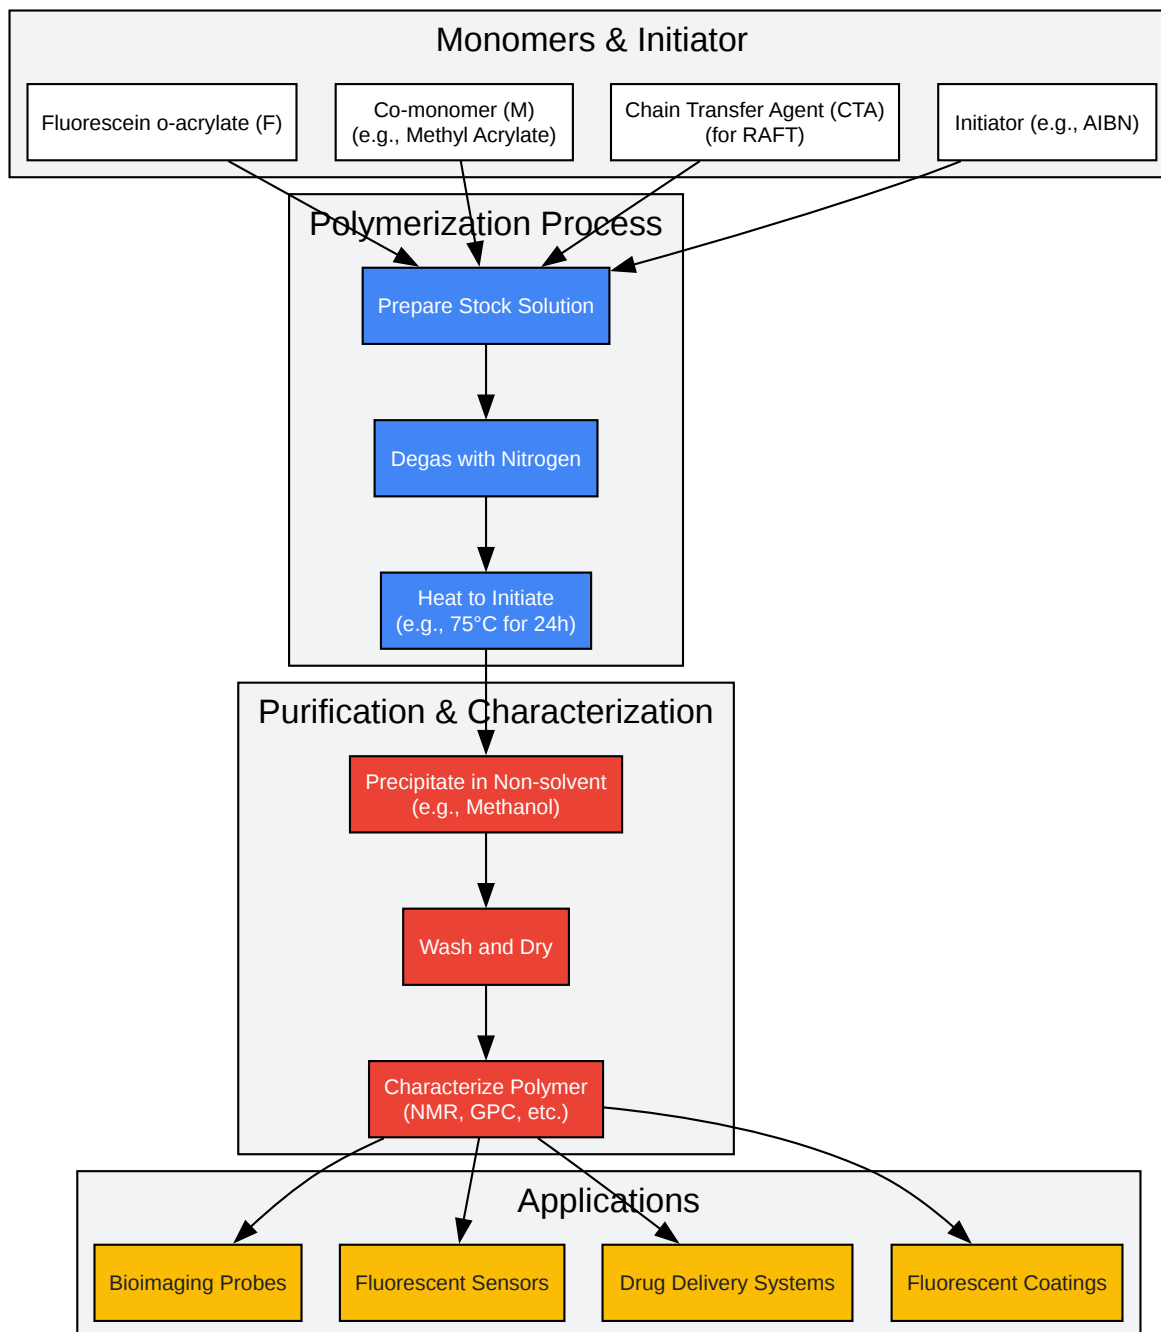 Monomers & Initiator
Fluorescein o-acrylate (F)
Co-monomer (M)
(e.g., Methyl Acrylate)
Chain Transfer Agent (CTA)
(for RAFT)
Initiator (e.g., AIBN)
Polymerization Process
Prepare Stock Solution
Degas with Nitrogen
Heat to Initiate
(e.g., 75°C for 24h)
Purification & Characterization
Precipitate in Non-solvent
(e.g., Methanol)
Wash and Dry
Characterize Polymer
(NMR, GPC, etc.)
Applications
Bioimaging Probes
Fluorescent Sensors
Drug Delivery Systems
Fluorescent Coatings